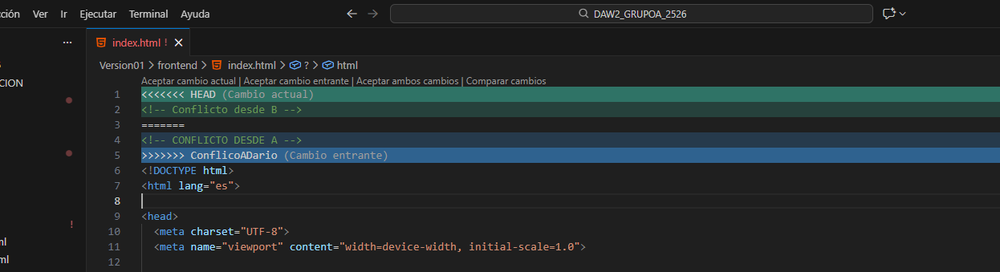 cción Ver Ir Ejecutar Terminal Ayuda DAW2_GRUPOA_2526
... index.html !
Version01 > frontend > index.html > ? > html
CION
Aceptar cambio actual | Aceptar cambio entrante | Aceptar ambos cambios | Comparar cambios
1 <<<<<<< HEAD (Cambio actual)
2 <!-- Conflicto desde B -->
3 =======
4 <!-- CONFLICTO DESDE A -->
5 >>>>>>> ConflicoADario (Cambio entrante)
6 <!DOCTYPE html>
7 <html lang="es">
8
9 <head>
! 10 <meta charset="UTF-8">
ml 11 <meta name="viewport" content="width=device-width, initial-scale=1.0">
ml 12